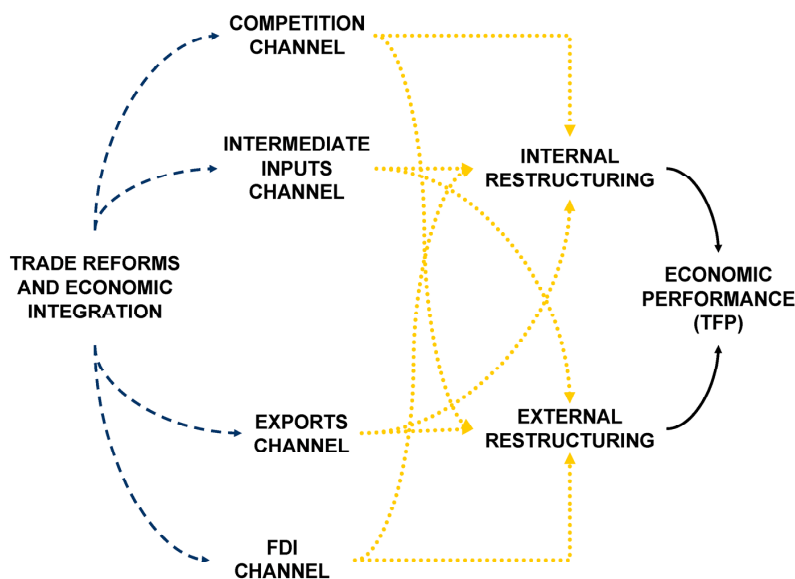 COMPETITION
CHANNEL
INTERMEDIATE
INPUTS
CHANNEL
INTERNAL
RESTRUCTURING
TRADE REFORMS
AND ECONOMIC
INTEGRATION
ECONOMIC
PERFORMANCE
(TFP)
EXPORTS
CHANNEL
EXTERNAL
RESTRUCTURING
FDI
CHANNEL